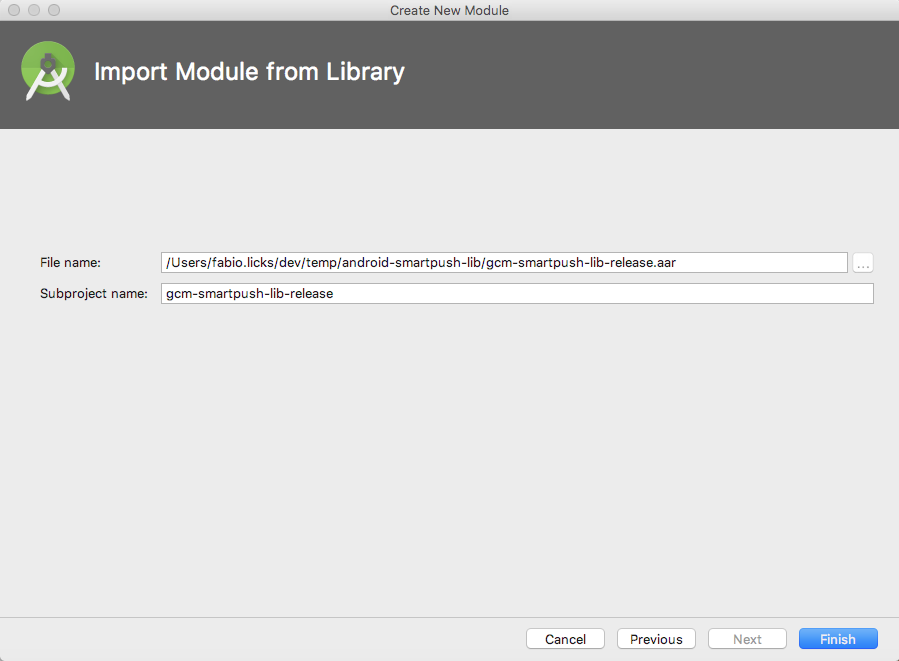 Create New Module
Import Module from Library
File name: /Users/fabio.licks/dev/temp/android-smartpush-lib/gcm-smartpush-lib-release.aar ...
Subproject name: gcm-smartpush-lib-release
Cancel Previous Next Finish